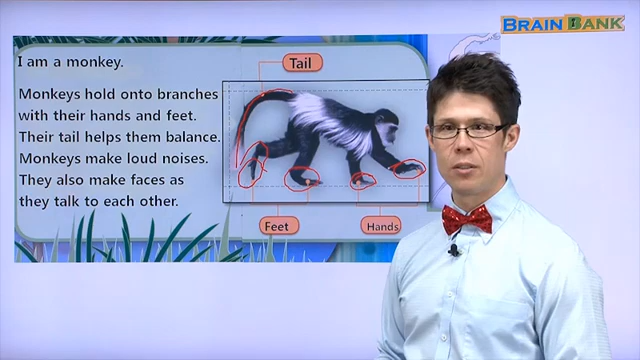 BRAIN BANK
I am a monkey.
Tail
Monkeys hold onto branches
with their hands and feet.
Their tail helps them balance.
Monkeys make loud noises.
They also make faces as
they talk to each other.
Feet
Hands